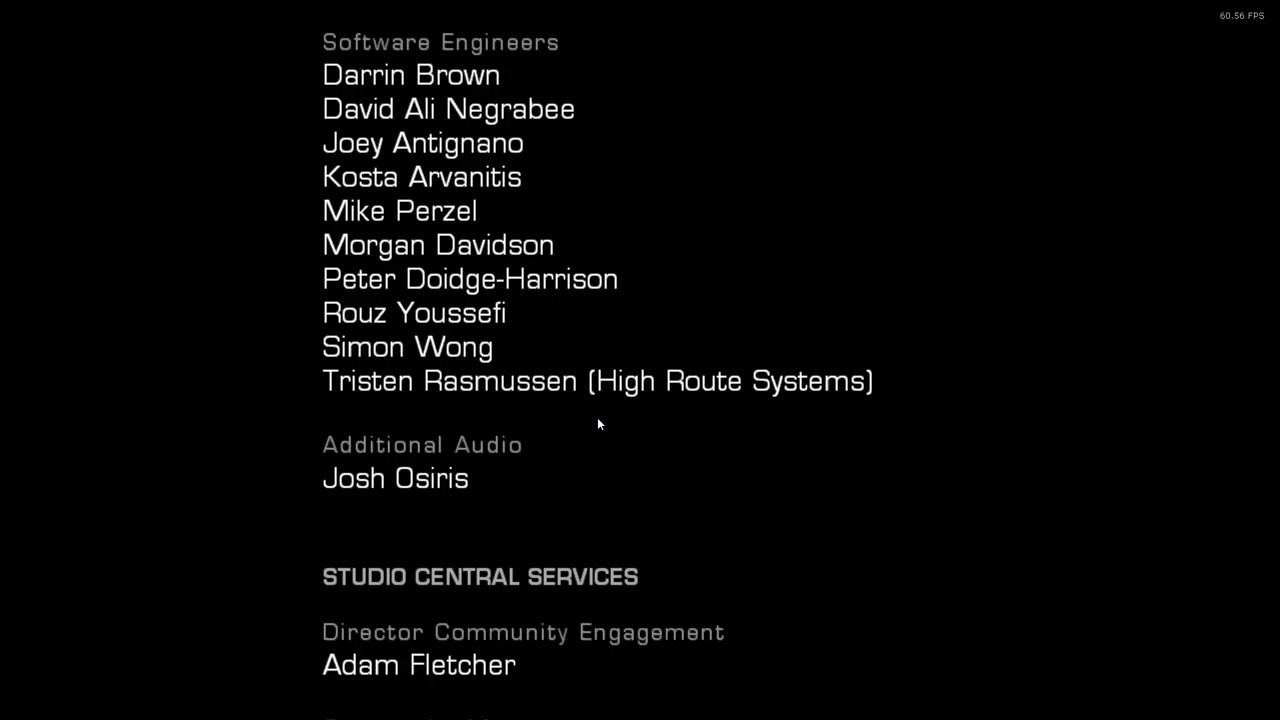 60.56 FPS
Software Engineers
Darrin Brown
David Ali Negrabee
Joey Antignano
Kosta Arvanitis
Mike Perzel
Morgan Davidson
Peter Doidge-Harrison
Rouz Youssefi
Simon Wong
Tristen Rasmussen (High Route Systems)
Additional Audio
Josh Osiris
STUDIO CENTRAL SERVICES
Director Community Engagement
Adam Fletcher